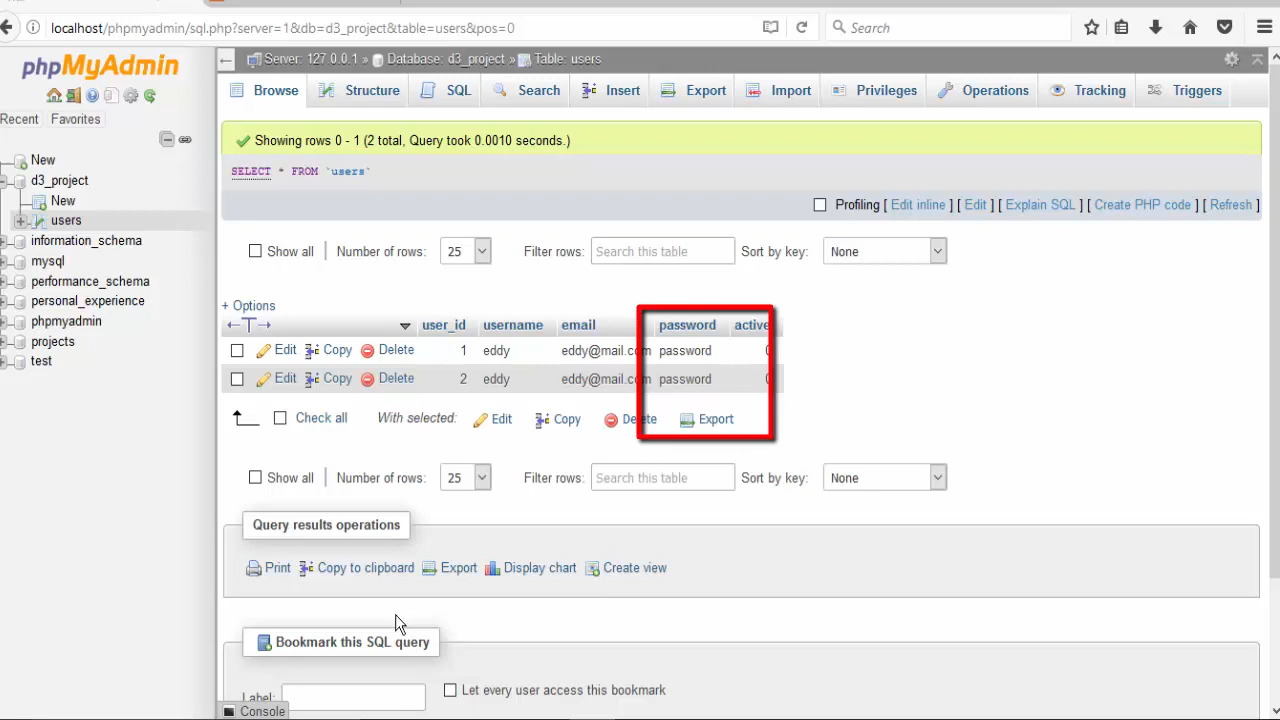 localhost/phpmyadmin/sql.php?server=1&db=d3_project&table=users&pos=0
Search
phpMyAdmin
Recent Favorites
New
d3_project
New
users
information_schema
mysql
performance_schema
personal_experience
phpmyadmin
projects
test
Server: 127.0.0.1 » Database: d3_project » Table: users
Browse Structure SQL Search Insert Export Import Privileges Operations Tracking Triggers
Showing rows 0 - 1 (2 total, Query took 0.0010 seconds.)
SELECT * FROM `users`
Profiling [ Edit inline ] [ Edit ] [ Explain SQL ] [ Create PHP code ] [ Refresh ]
Show all Number of rows: 25 Filter rows: Search this table Sort by key: None
+ Options
user_id username email password active
Edit Copy Delete 1 eddy eddy@mail.com password 0
Edit Copy Delete 2 eddy eddy@mail.com password 0
Check all With selected: Edit Copy Delete Export
Show all Number of rows: 25 Filter rows: Search this table Sort by key: None
Query results operations
Print Copy to clipboard Export Display chart Create view
Bookmark this SQL query
Label: Let every user access this bookmark
Console